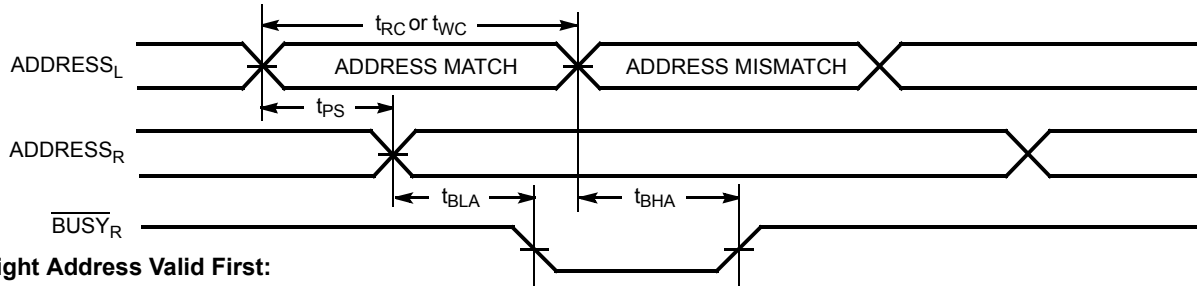 tRC or tWC
ADDRESSL
ADDRESS MATCH
ADDRESS MISMATCH
tPS
ADDRESSR
tBLA
tBHA
BUSYR
ight Address Valid First: